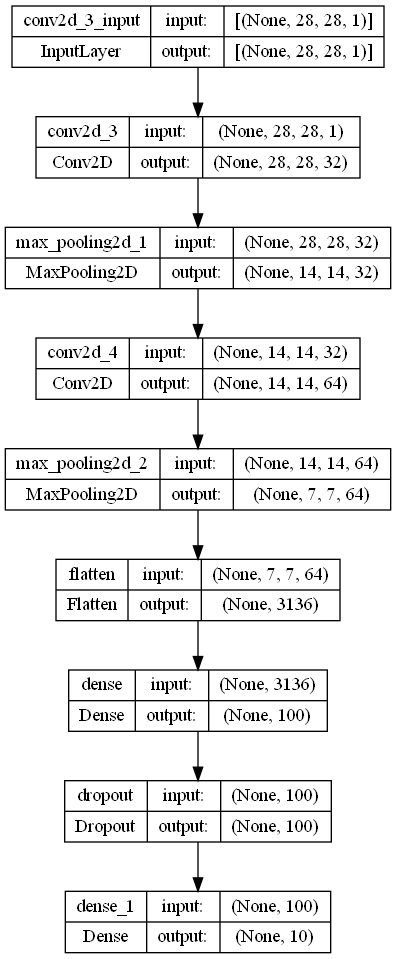 conv2d_3_input input: [(None, 28, 28, 1)]
InputLayer output: [(None, 28, 28, 1)]
conv2d_3 input: (None, 28, 28, 1)
Conv2D output: (None, 28, 28, 32)
max_pooling2d_1 input: (None, 28, 28, 32)
MaxPooling2D output: (None, 14, 14, 32)
conv2d_4 input: (None, 14, 14, 32)
Conv2D output: (None, 14, 14, 64)
max_pooling2d_2 input: (None, 14, 14, 64)
MaxPooling2D output: (None, 7, 7, 64)
flatten input: (None, 7, 7, 64)
Flatten output: (None, 3136)
dense input: (None, 3136)
Dense output: (None, 100)
dropout input: (None, 100)
Dropout output: (None, 100)
dense_1 input: (None, 100)
Dense output: (None, 10)